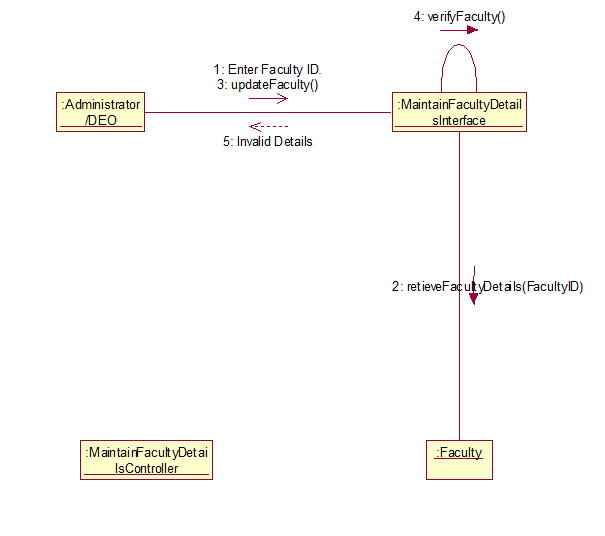 4: verifyFaculty()
1: Enter Faculty ID.
3: updateFaculty()
:Administrator
/DEO
:MaintainFacultyDetail
sInterface
5: Invalid Details
2: retieveFacultyDetails(FacultyID)
:MaintainFacultyDetai
lsController
:Faculty